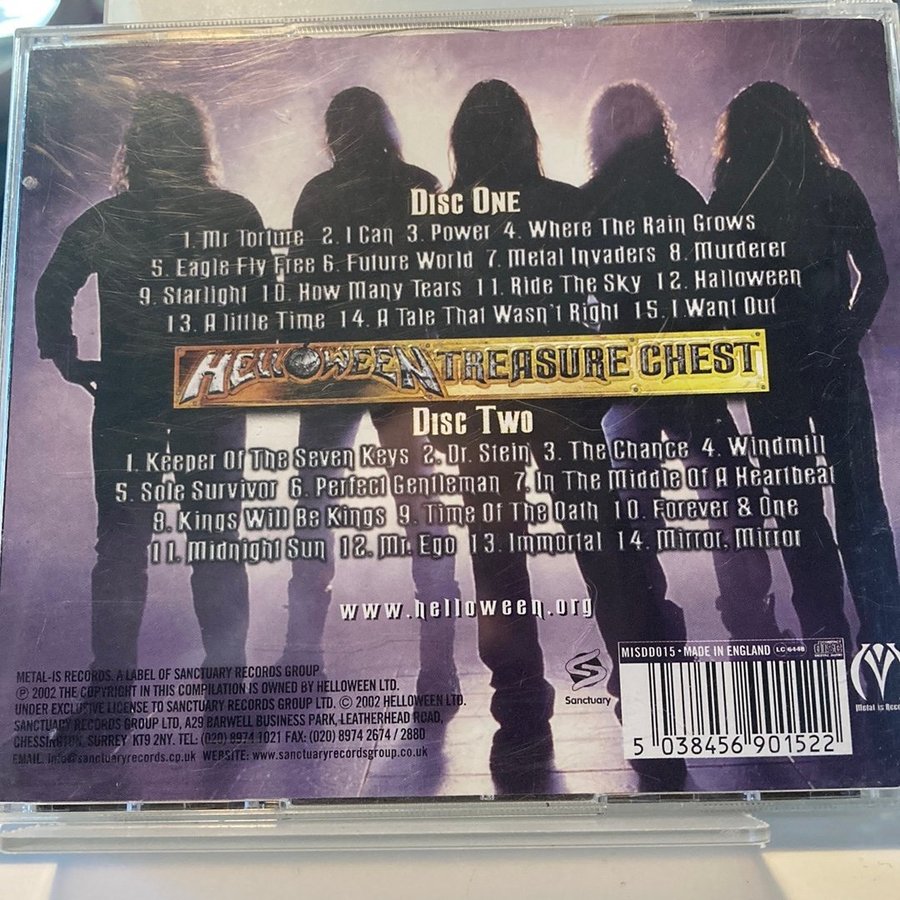 Disc One
1. Mr Torture 2. I Can 3. Power 4. Where The Rain Grows
5. Eagle Fly Free 6. Future World 7. Metal Invaders 8. Murderer
9. Starlight 10. How Many Tears 11. Ride The Sky 12. Halloween
13. A little Time 14. A Tale That Wasn't Right 15. I Want Out
HELLOWEEN TREASURE CHEST
Disc Two
1. Keeper Of The Seven Keys 2. Dr. Stein 3. The Chance 4. Windmill
5. Sole Survivor 6. Perfect Gentleman 7. In The Middle Of A Heartbeat
8. Kings Will Be Kings 9. Time Of The Oath 10. Forever & One
11. Midnight Sun 12. Mr. Ego 13. Immortal 14. Mirror, Mirror
www.helloween.org
METAL-IS RECORDS. A LABEL OF SANCTUARY RECORDS GROUP
℗ 2002 THE COPYRIGHT IN THIS COMPILATION IS OWNED BY HELLOWEEN LTD.
UNDER EXCLUSIVE LICENSE TO SANCTUARY RECORDS GROUP LTD. © 2002 HELLOWEEN LTD.
SANCTUARY RECORDS GROUP LTD, A29 BARWELL BUSINESS PARK, LEATHERHEAD ROAD,
CHESSINGTON, SURREY. KT9 2NY. TEL: (020) 8974 1021 FAX: (020) 8974 2674 / 2880
EMAIL. info@sanctuaryrecords.co.uk WEBSITE: www.sanctuaryrecordsgroup.co.uk
Sanctuary
MISDD015 • MADE IN ENGLAND LC 6448 COMPACT disc DIGITAL AUDIO
5 038456 901522
Metal is